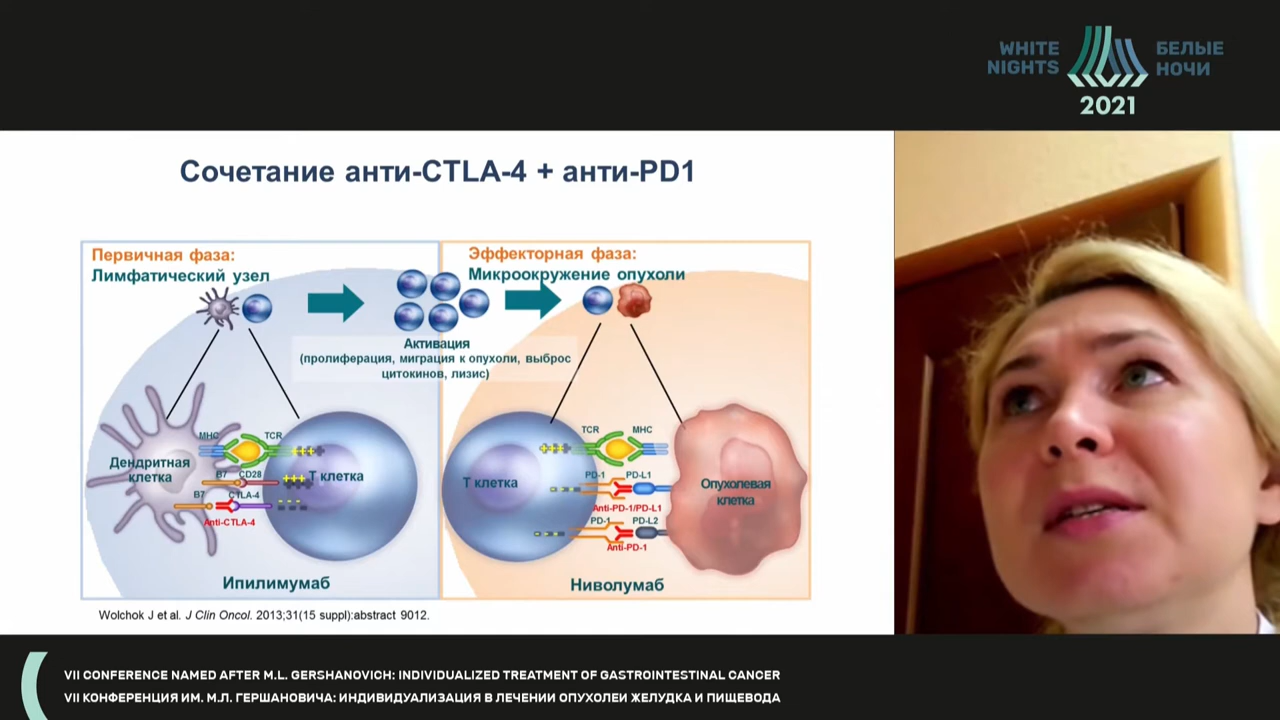 WHITE
NIGHTS
БЕЛЫЕ
НОЧИ
2021
Сочетание анти-CTLA-4 + анти-PD1
Первичная фаза:
Лимфатический узел
Эффекторная фаза:
Микроокружение опухоли
Активация
(пролиферация, миграция к опухоли, выброс
цитокинов, лизис)
MHC
TCR
TCR
MHC
Дендритная
клетка
B7
CD28
Т клетка
B7
CTLA-4
Anti-CTLA-4
Т клетка
PD-1
PD-L1
Anti-PD-1/PD-L1
PD-1
PD-L2
Anti-PD-1
Опухолевая
клетка
Ипилимумаб
Ниволумаб
Wolchok J et al. J Clin Oncol. 2013;31(15 suppl):abstract 9012.
VII CONFERENCE NAMED AFTER M.L. GERSHANOVICH: INDIVIDUALIZED TREATMENT OF GASTROINTESTINAL CANCER
VII КОНФЕРЕНЦИЯ ИМ. М.Л. ГЕРШАНОВИЧА: ИНДИВИДУАЛИЗАЦИЯ В ЛЕЧЕНИИ ОПУХОЛЕЙ ЖЕЛУДКА И ПИЩЕВОДА